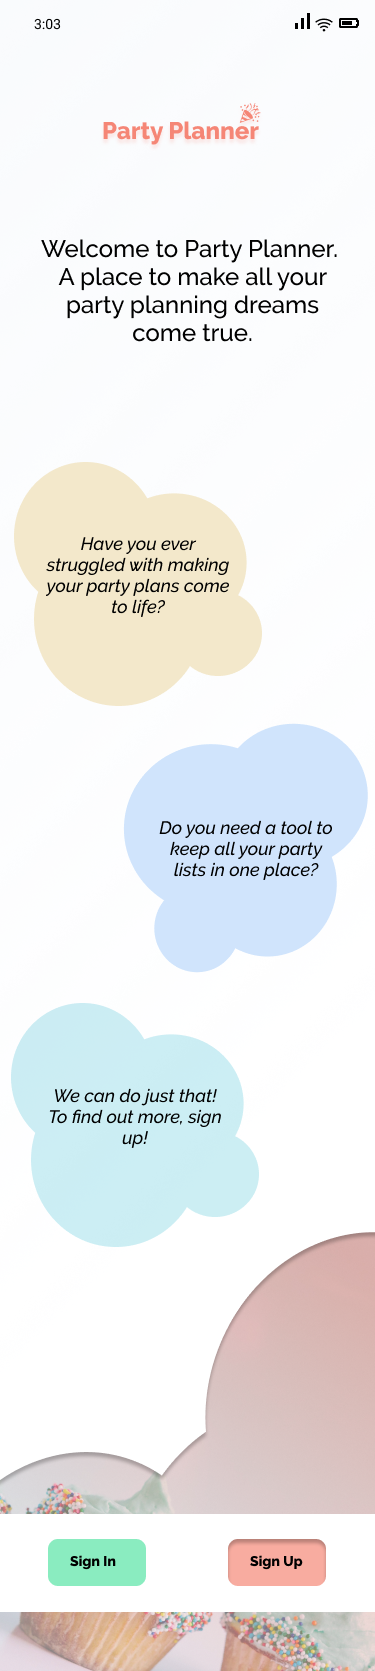 3:03
Party Planner
Welcome to Party Planner.
A place to make all your
party planning dreams
come true.
Have you ever
struggled with making
your party plans come
to life?
Do you need a tool to
keep all your party
lists in one place?
We can do just that!
To find out more, sign
up!
Sign In
Sign Up